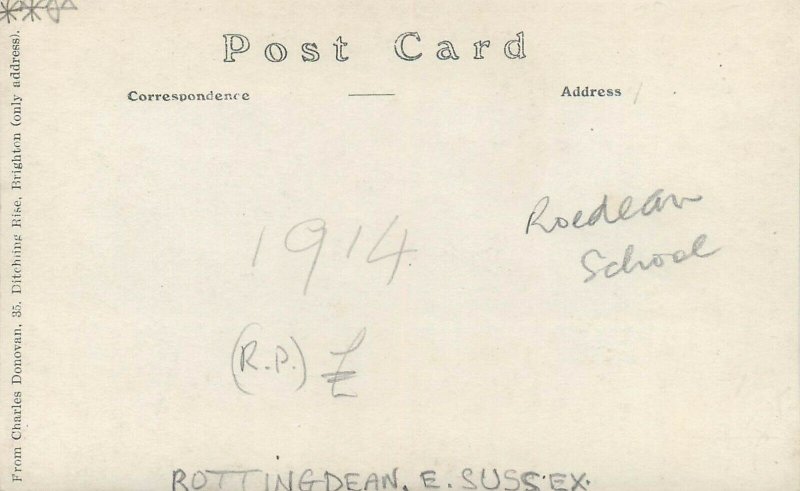 Post Card
Correspondence
Address
From Charles Donovan, 35, Ditchling Rise, Brighton (only address).
1914
Roedean
School
(R.P.) £
ROTTINGDEAN, E. SUSSEX.